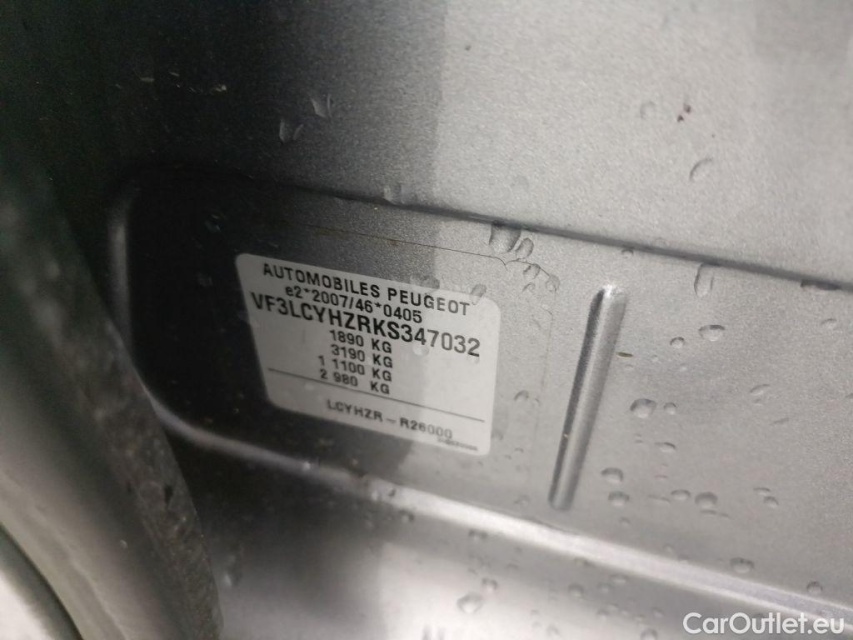 AUTOMOBILES PEUGEOT
e2*2007/46*0405
VF3LCYHZRKS347032
1890 KG
3190 KG
1 1100 KG
2 980 KG
LCYHZR - R26000
CarOutlet.eu